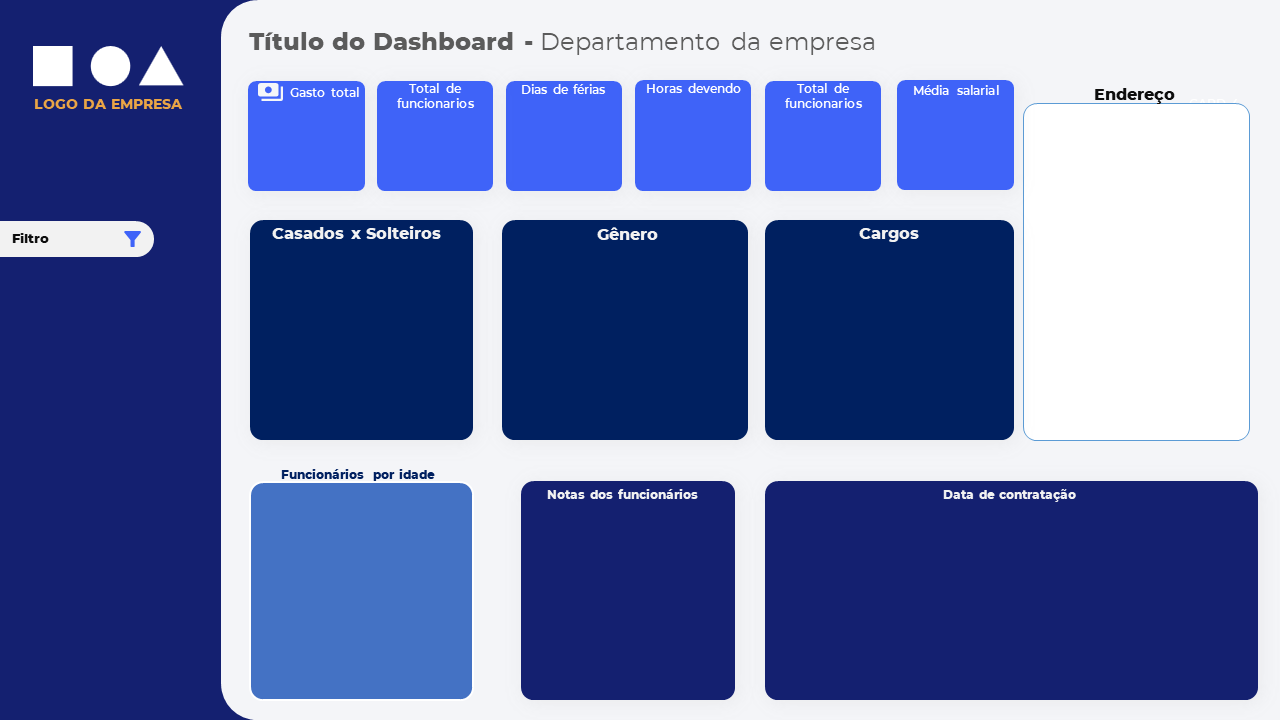 Título do Dashboard - Departamento da empresa
LOGO DA EMPRESA
Filtro
Gasto total
Total de
funcionarios
Dias de férias
Horas devendo
Total de
funcionarios
Média salarial
Endereço
Casados x Solteiros
Gênero
Cargos
Funcionários por idade
Notas dos funcionários
Data de contratação